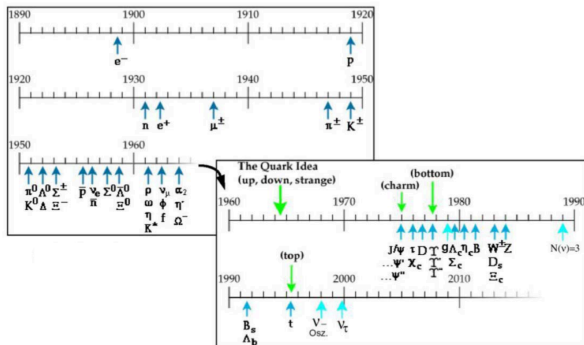 1890 1900 1910 1920
e⁻ p
1920 1930 1940 1950
n e⁺ μ± π± K±
1950 1960
π⁰ Λ⁰ Σ± p̅ νₑ Σ⁰ Λ̅⁰ ρ ν_μ α₂
K⁰ Δ Ξ⁻ n̅ Ξ⁰ ω ϕ η'
η f Ω⁻
K*
The Quark Idea
(up, down, strange)
(bottom)
(charm)
1960 1970 1980 1990
J/ψ τ D ϒ g Λc ηc B W± Z N(ν)=3
...ψ' χc ϒ' Σc Ds
...ψ'' ϒ'' Ξc
(top)
1990 2000 2010
Bs t ν– ντ
Λb Osz.